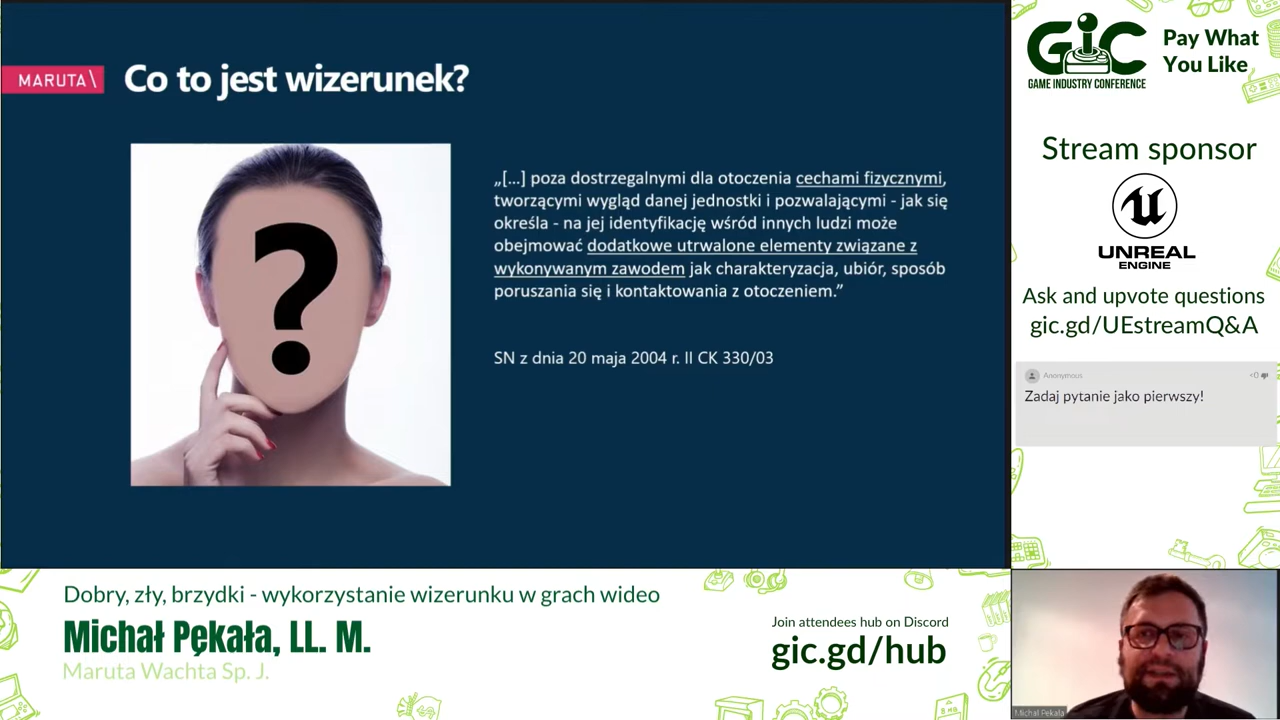 MARUTA\
Co to jest wizerunek?
?
„[...] poza dostrzegalnymi dla otoczenia cechami fizycznymi,
tworzącymi wygląd danej jednostki i pozwalającymi - jak się
określa - na jej identyfikację wśród innych ludzi może
obejmować dodatkowe utrwalone elementy związane z
wykonywanym zawodem jak charakteryzacja, ubiór, sposób
poruszania się i kontaktowania z otoczeniem.”
SN z dnia 20 maja 2004 r. II CK 330/03
GIC
GAME INDUSTRY CONFERENCE
Pay What
You Like
Stream sponsor
UNREAL
ENGINE
Ask and upvote questions
gic.gd/UEstreamQ&A
Anonymous
<0
Zadaj pytanie jako pierwszy!
Dobry, zły, brzydki - wykorzystanie wizerunku w grach wideo
Michał Pękała, LL. M.
Maruta Wachta Sp. J.
Join attendees hub on Discord
gic.gd/hub
8 MB
Michał Pękała